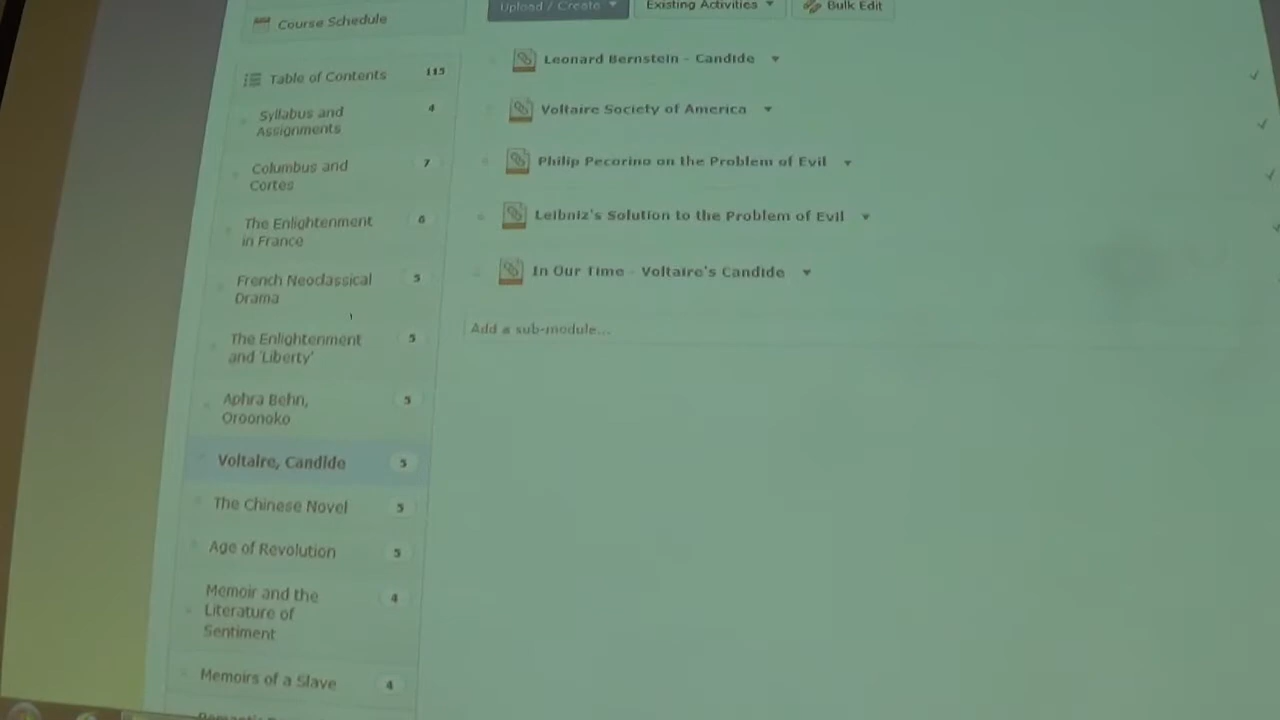 Course Schedule
Table of Contents 115
Syllabus and
Assignments
4
Columbus and
Cortes
7
The Enlightenment
in France
6
French Neoclassical
Drama
5
The Enlightenment
and 'Liberty'
5
Aphra Behn,
Oroonoko
5
Voltaire, Candide 5
The Chinese Novel 5
Age of Revolution 5
Memoir and the
Literature of
Sentiment
4
Memoirs of a Slave 4
Upload / Create
Existing Activities
Bulk Edit
Leonard Bernstein - Candide
Voltaire Society of America
Philip Pecorino on the Problem of Evil
Leibniz's Solution to the Problem of Evil
In Our Time - Voltaire's Candide
Add a sub-module...